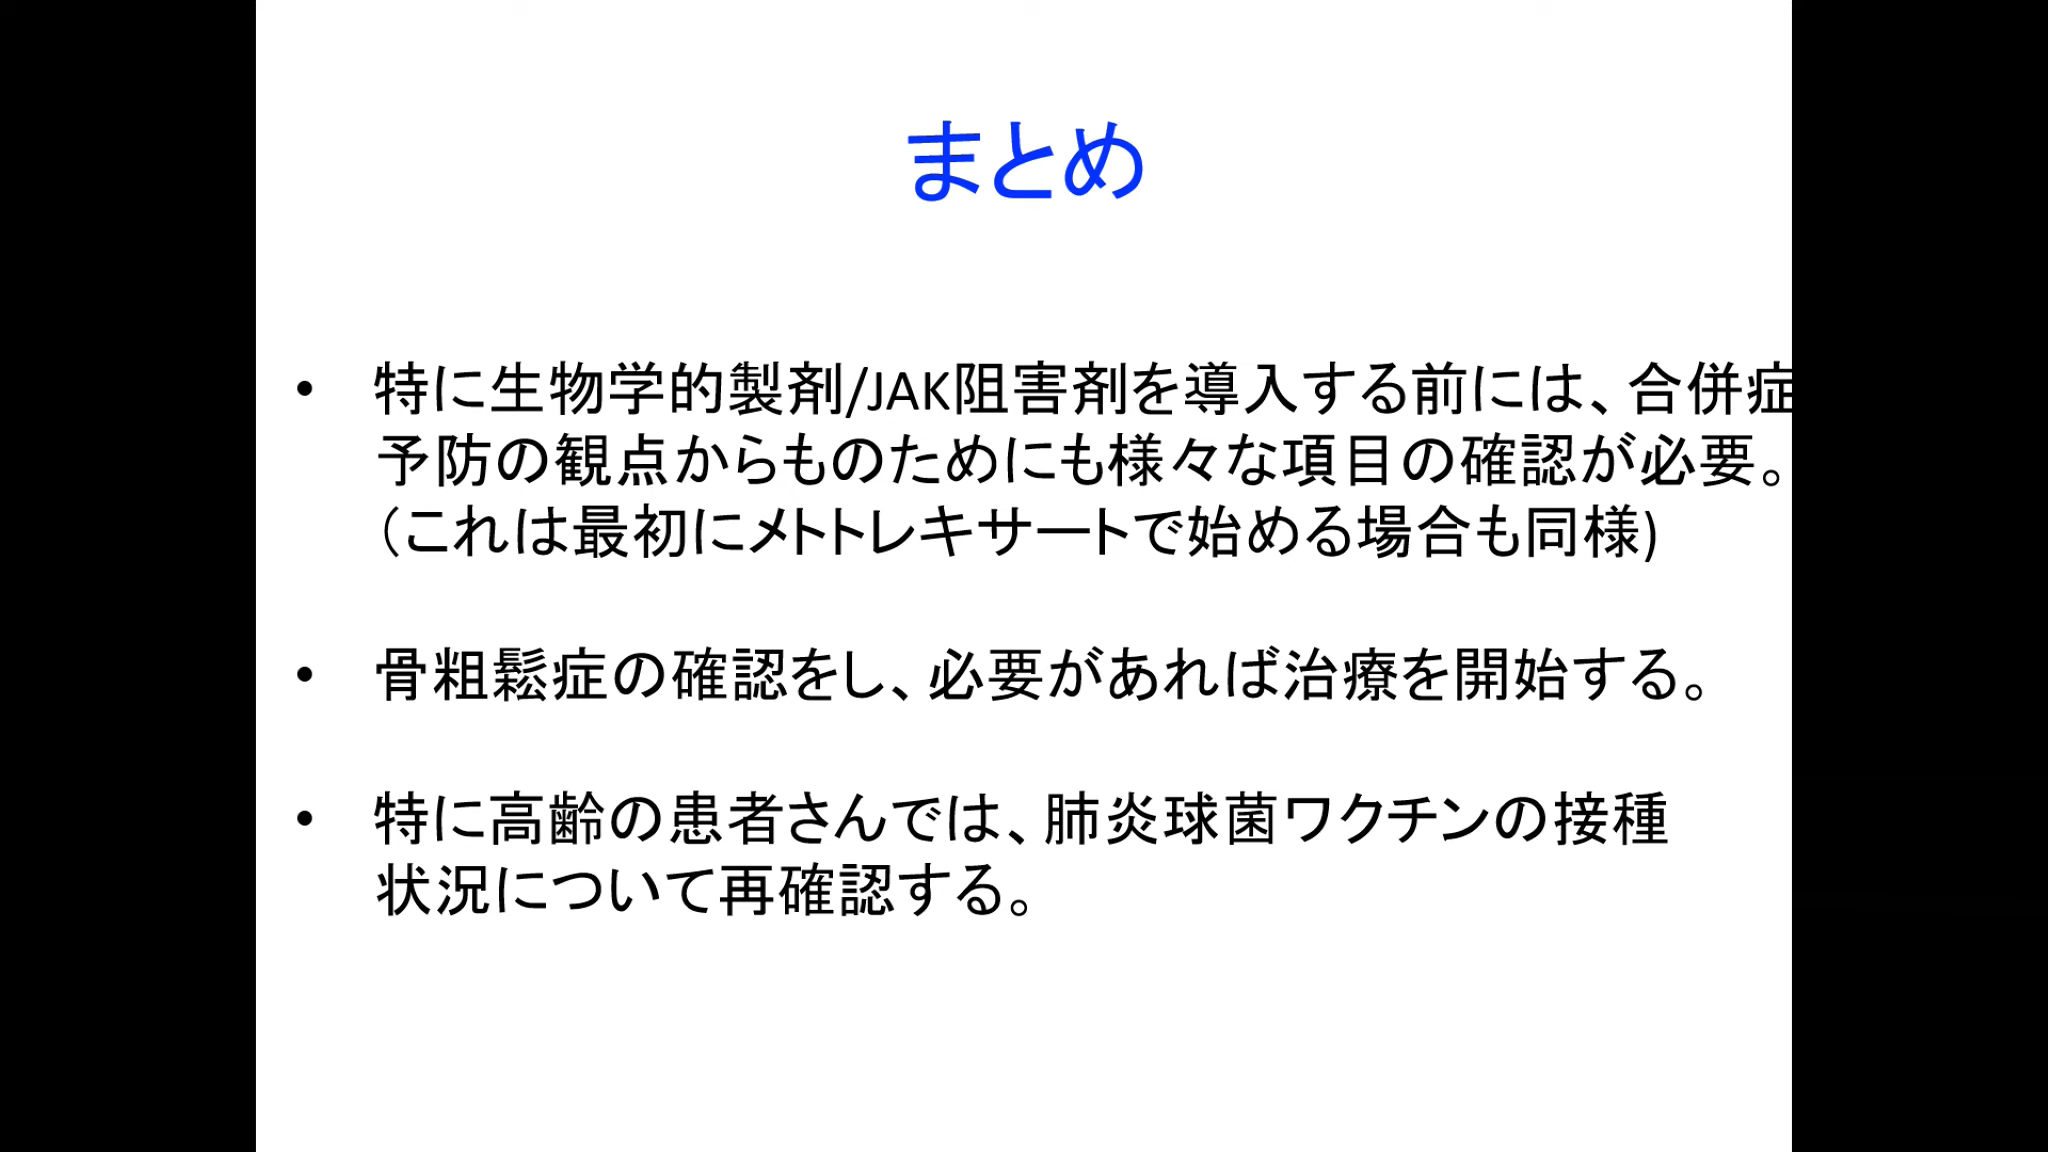 まとめ
• 特に生物学的製剤/JAK阻害剤を導入する前には、合併症
予防の観点からものためにも様々な項目の確認が必要。
（これは最初にメトトレキサートで始める場合も同様)
• 骨粗鬆症の確認をし、必要があれば治療を開始する。
• 特に高齢の患者さんでは、肺炎球菌ワクチンの接種
状況について再確認する。